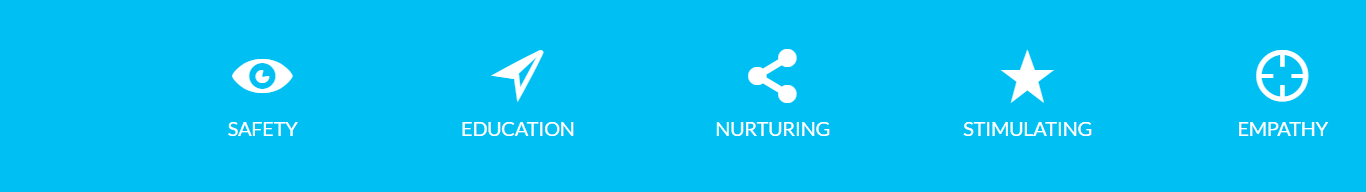 SAFETY
EDUCATION
NURTURING
STIMULATING
EMPATHY